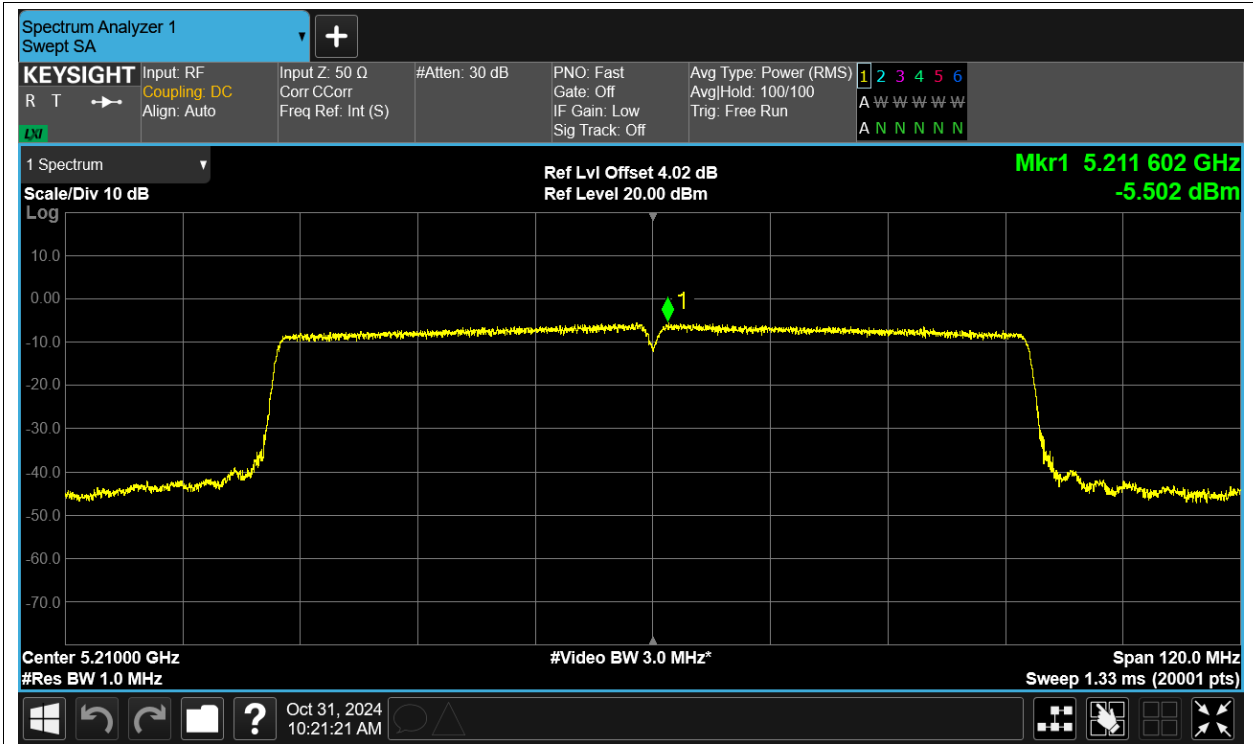 Spectrum Analyzer 1
Swept SA
+
KEYSIGHT
R T
LXI
Input: RF
Coupling: DC
Align: Auto
Input Z: 50 Ω
Corr CCorr
Freq Ref: Int (S)
#Atten: 30 dB
PNO: Fast
Gate: Off
IF Gain: Low
Sig Track: Off
Avg Type: Power (RMS)
Avg|Hold: 100/100
Trig: Free Run
1 2 3 4 5 6
A W W W W W
A N N N N N
1 Spectrum
Scale/Div 10 dB
Log
Ref Lvl Offset 4.02 dB
Ref Level 20.00 dBm
Mkr1 5.211 602 GHz
-5.502 dBm
10.0
0.00
1
-10.0
-20.0
-30.0
-40.0
-50.0
-60.0
-70.0
Center 5.21000 GHz
#Res BW 1.0 MHz
#Video BW 3.0 MHz*
Span 120.0 MHz
Sweep 1.33 ms (20001 pts)
?
Oct 31, 2024
10:21:21 AM